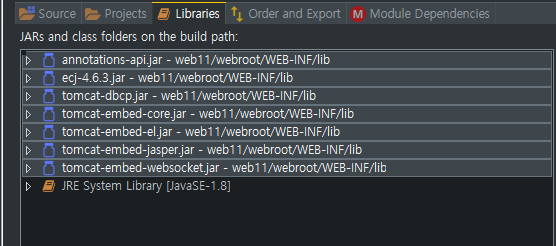 Source Projects Libraries Order and Export M Module Dependencies
JARs and class folders on the build path:
annotations-api.jar - web11/webroot/WEB-INF/lib
ecj-4.6.3.jar - web11/webroot/WEB-INF/lib
tomcat-dbcp.jar - web11/webroot/WEB-INF/lib
tomcat-embed-core.jar - web11/webroot/WEB-INF/lib
tomcat-embed-el.jar - web11/webroot/WEB-INF/lib
tomcat-embed-jasper.jar - web11/webroot/WEB-INF/lib
tomcat-embed-websocket.jar - web11/webroot/WEB-INF/lib
JRE System Library [JavaSE-1.8]